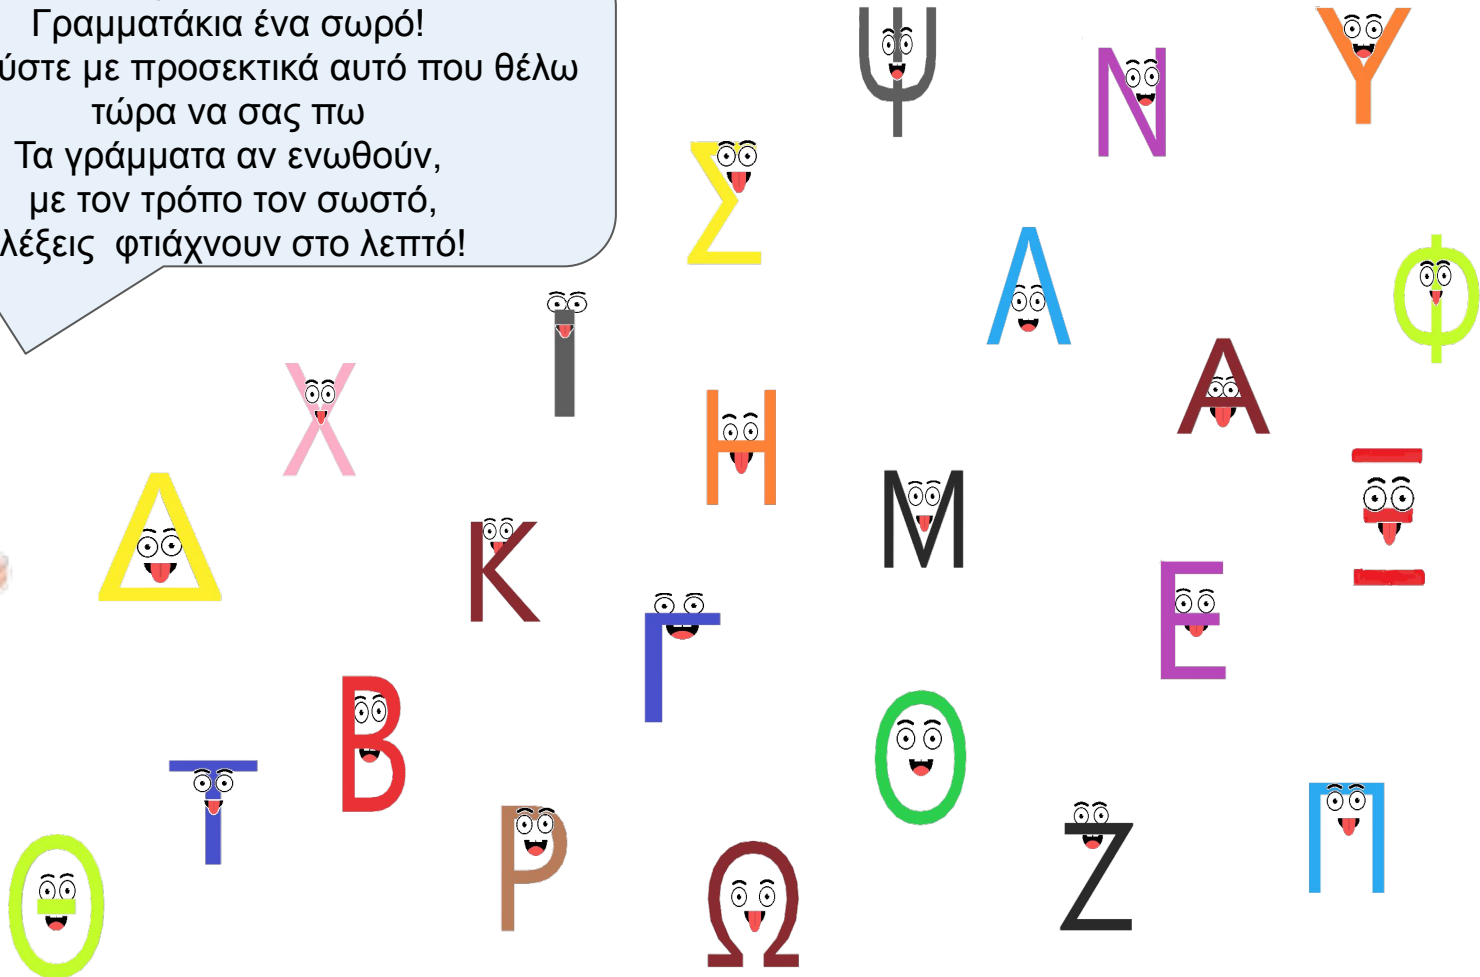 Γραμματάκια ένα σωρό!
ύστε με προσεκτικά αυτό που θέλω
τώρα να σας πω
Τα γράμματα αν ενωθούν,
με τον τρόπο τον σωστό,
λέξεις φτιάχνουν στο λεπτό!
Ψ
Ν
Υ
Σ
Λ
Φ
Ι
Χ
Α
Η
Μ
Ξ
Δ
Κ
Ε
Γ
Β
Ο
Τ
Ρ
Ζ
Π
Θ
Ω